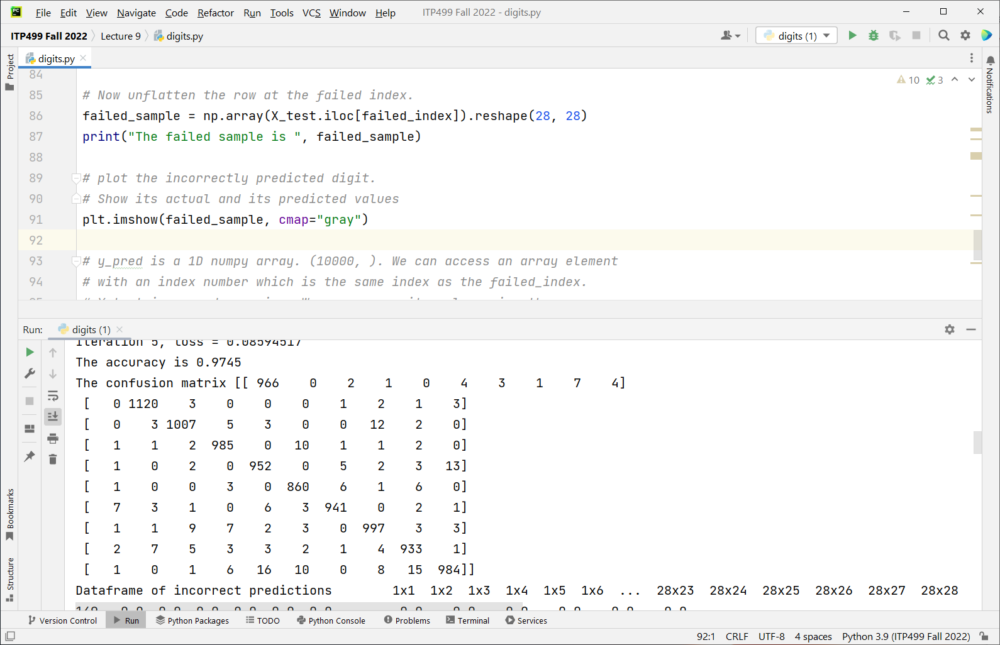 PC File Edit View Navigate Code Refactor Run Tools VCS Window Help ITP499 Fall 2022 - digits.py
ITP499 Fall 2022 Lecture 9 digits.py digits (1)
Project
digits.py
84
10 3
85 # Now unflatten the row at the failed index.
86 failed_sample = np.array(X_test.iloc[failed_index]).reshape(28, 28)
87 print("The failed sample is ", failed_sample)
88
89 # plot the incorrectly predicted digit.
90 # Show its actual and its predicted values
91 plt.imshow(failed_sample, cmap="gray")
92
93 # y_pred is a 1D numpy array. (10000, ). We can access an array element
94 # with an index number which is the same index as the failed_index.
Notifications
Run: digits (1)
Iteration 5, loss = 0.08594517
The accuracy is 0.9745
The confusion matrix [[ 966 0 2 1 0 4 3 1 7 4]
[ 0 1120 3 0 0 0 1 2 1 3]
[ 0 3 1007 5 3 0 0 12 2 0]
[ 1 1 2 985 0 10 1 1 2 0]
[ 1 0 2 0 952 0 5 2 3 13]
[ 1 0 0 3 0 860 6 1 6 0]
[ 7 3 1 0 6 3 941 0 2 1]
[ 1 1 9 7 2 3 0 997 3 3]
[ 2 7 5 3 3 2 1 4 933 1]
[ 1 0 1 6 16 10 0 8 15 984]]
Dataframe of incorrect predictions 1x1 1x2 1x3 1x4 1x5 1x6 ... 28x23 28x24 28x25 28x26 28x27 28x28
Bookmarks
Structure
Version Control Run Python Packages TODO Python Console Problems Terminal Services
92:1 CRLF UTF-8 4 spaces Python 3.9 (ITP499 Fall 2022)